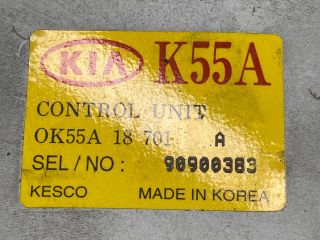 KIA K55A
CONTROL UNIT
OK55A 18 701 A
SEL / NO : 90900383
KESCO MADE IN KOREA